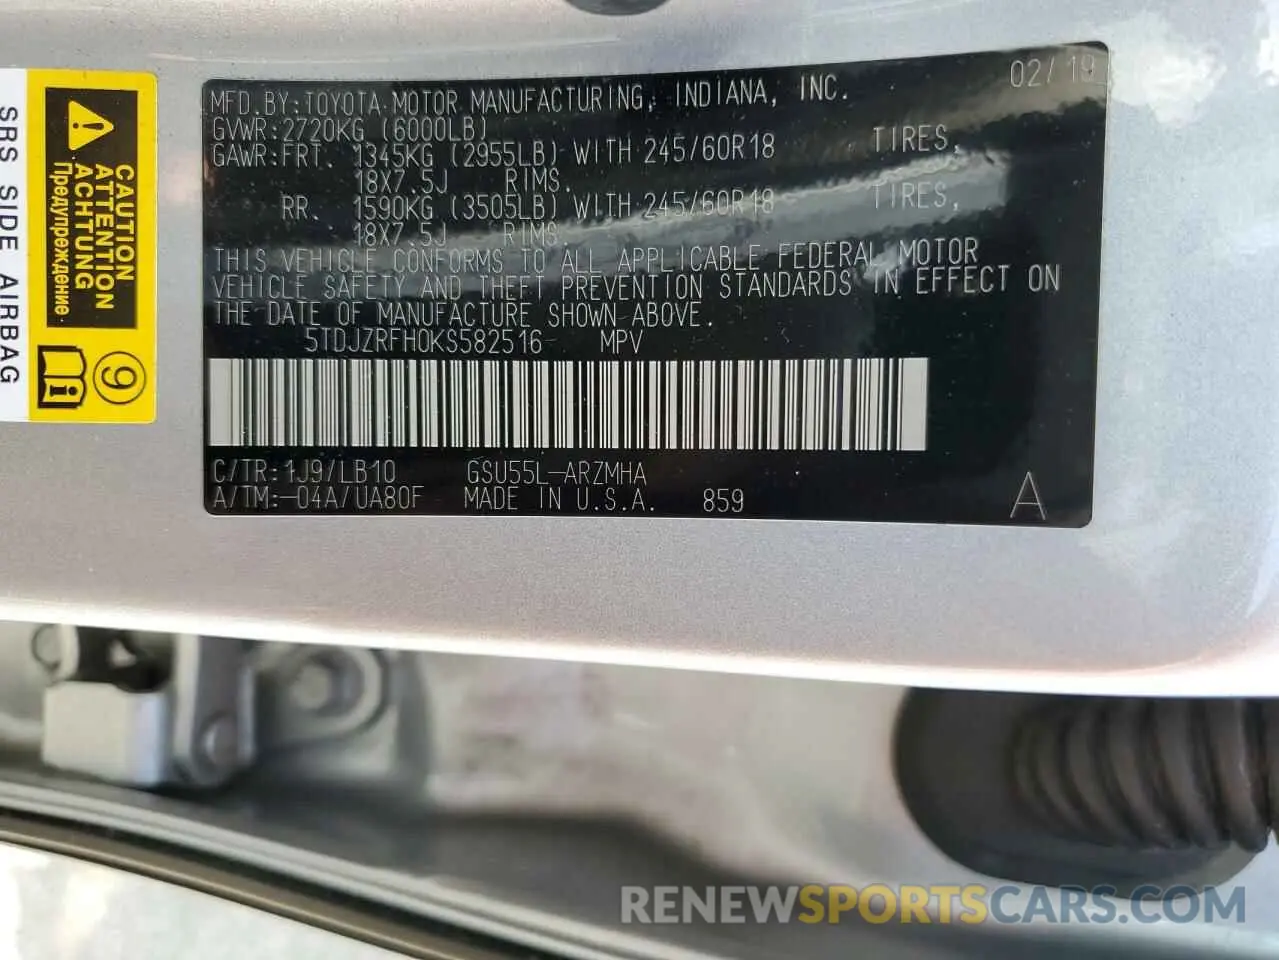 SRS SIDE AIRBAG
CAUTION
ATTENTION
ACHTUNG
Предупреждение
9
02/19
MFD.BY:TOYOTA MOTOR MANUFACTURING, INDIANA, INC.
GVWR:2720KG (6000LB)
GAWR:FRT. 1345KG (2955LB) WITH 245/60R18 TIRES,
18X7.5J RIMS.
RR. 1590KG (3505LB) WITH 245/60R18 TIRES,
18X7.5J RIMS.
THIS VEHICLE CONFORMS TO ALL APPLICABLE FEDERAL MOTOR
VEHICLE SAFETY AND THEFT PREVENTION STANDARDS IN EFFECT ON
THE DATE OF MANUFACTURE SHOWN ABOVE.
5TDJZRFH0KS582516 MPV
C/TR:1J9/LB10 GSU55L-ARZMHA
A/TM:-04A/UA80F MADE IN U.S.A. 859 A
RENEWSPORTSCARS.COM